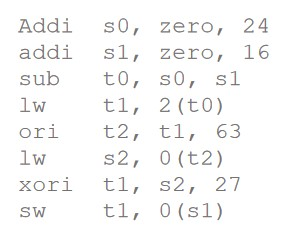 Addi s0, zero, 24
addi s1, zero, 16
sub t0, s0, s1
lw t1, 2(t0)
ori t2, t1, 63
lw s2, 0(t2)
xori t1, s2, 27
sw t1, 0(s1)